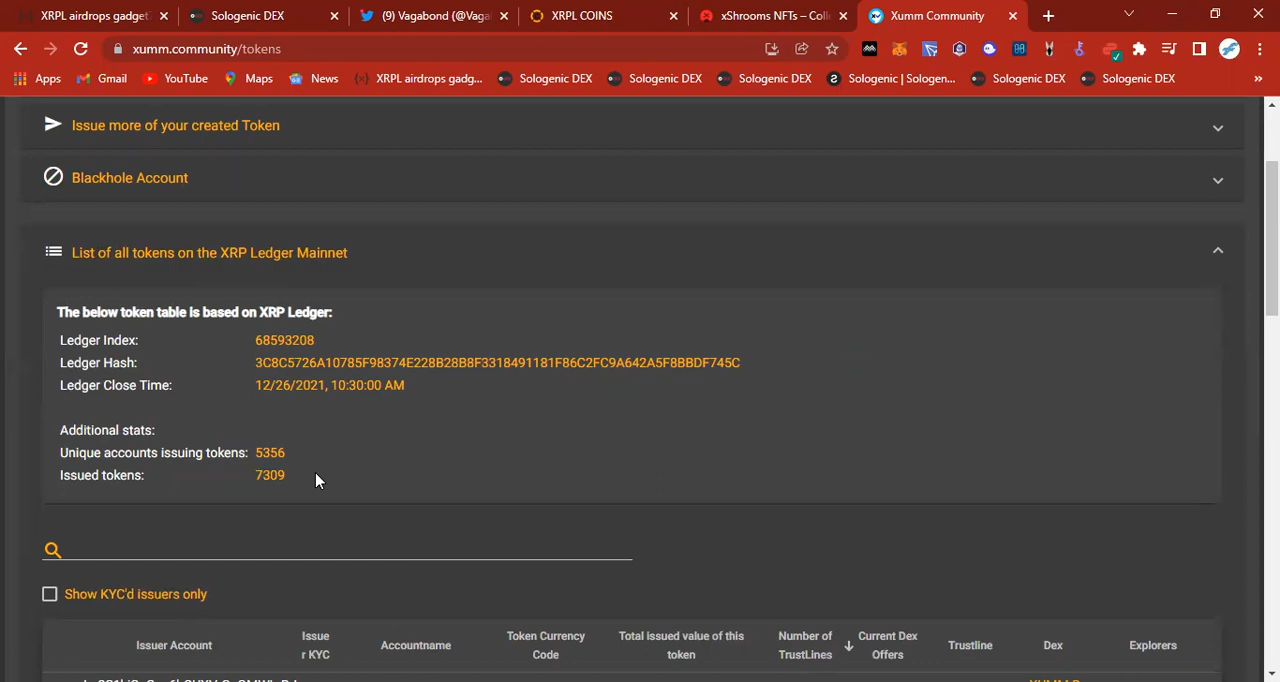 XRPL airdrops gadget
Sologenic DEX
(9) Vagabond (@Vaga
XRPL COINS
xShrooms NFTs – Colle
Xumm Community
xumm.community/tokens
Apps
Gmail
YouTube
Maps
News
XRPL airdrops gadg...
Sologenic DEX
Sologenic DEX
Sologenic DEX
Sologenic | Sologen...
Sologenic DEX
Sologenic DEX
»
Issue more of your created Token
Blackhole Account
List of all tokens on the XRP Ledger Mainnet
The below token table is based on XRP Ledger:
Ledger Index: 68593208
Ledger Hash: 3C8C5726A10785F98374E228B28B8F3318491181F86C2FC9A642A5F8BBDF745C
Ledger Close Time: 12/26/2021, 10:30:00 AM
Additional stats:
Unique accounts issuing tokens: 5356
Issued tokens: 7309
Show KYC'd issuers only
Issuer Account
Issue
r KYC
Accountname
Token Currency
Code
Total issued value of this
token
Number of
TrustLines
Current Dex
Offers
Trustline
Dex
Explorers